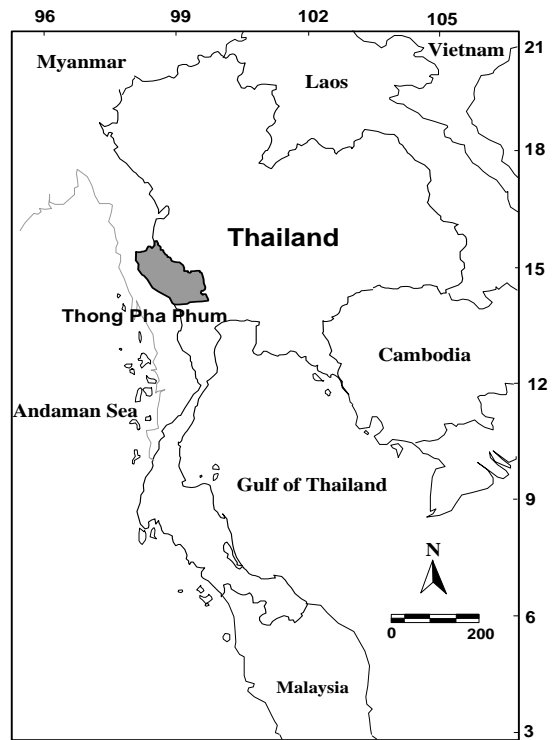 96 99 102 105
Myanmar
Vietnam
21
Laos
18
Thailand
15
Thong Pha Phum
Cambodia
12
Andaman Sea
Gulf of Thailand
9
N
6
0 200
Malaysia
3